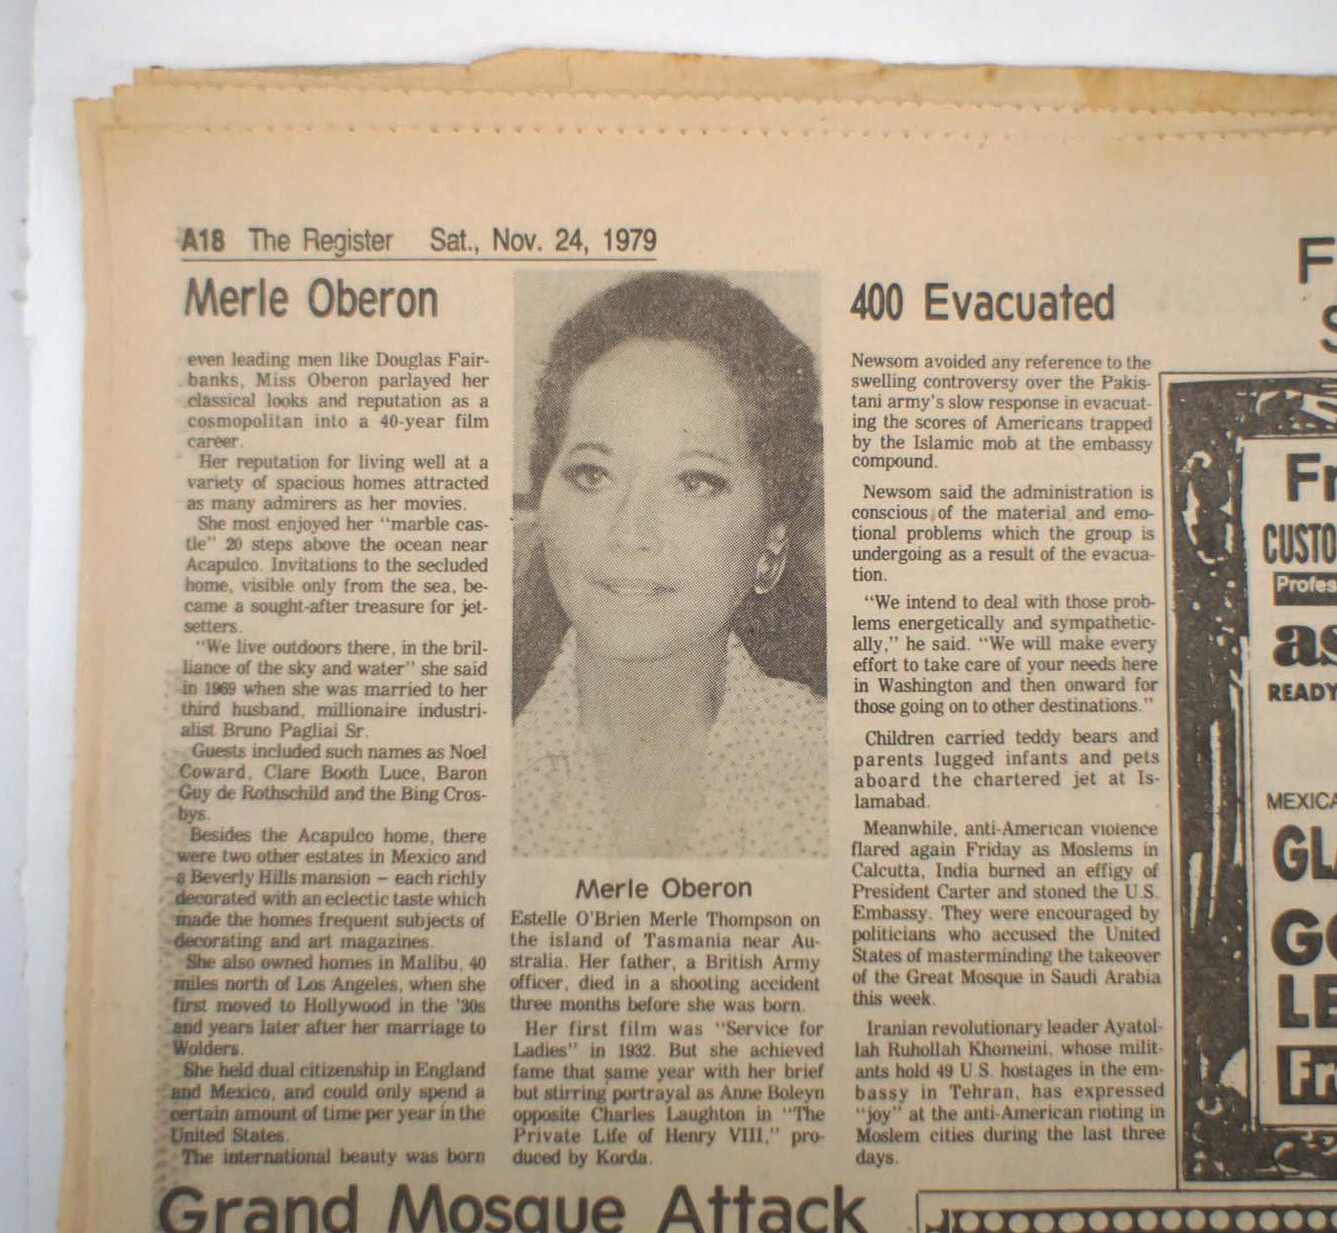 A18 The Register Sat., Nov. 24, 1979
Merle Oberon
even leading men like Douglas Fair-
banks, Miss Oberon parlayed her
classical looks and reputation as a
cosmopolitan into a 40-year film
career.
Her reputation for living well at a
variety of spacious homes attracted
as many admirers as her movies.
She most enjoyed her "marble cas-
tle" 20 steps above the ocean near
Acapulco. Invitations to the secluded
home, visible only from the sea, be-
came a sought-after treasure for jet-
setters.
"We live outdoors there, in the bril-
liance of the sky and water" she said
in 1969 when she was married to her
third husband, millionaire industri-
alist Bruno Pagliai Sr.
Guests included such names as Noel
Coward, Clare Booth Luce, Baron
Guy de Rothschild and the Bing Cros-
bys.
Besides the Acapulco home, there
were two other estates in Mexico and
a Beverly Hills mansion — each richly
decorated with an eclectic taste which
made the homes frequent subjects of
decorating and art magazines.
She also owned homes in Malibu, 40
miles north of Los Angeles, when she
first moved to Hollywood in the '30s
and years later after her marriage to
Wolders.
She held dual citizenship in England
and Mexico, and could only spend a
certain amount of time per year in the
United States.
The international beauty was born
Merle Oberon
Estelle O'Brien Merle Thompson on
the island of Tasmania near Au-
stralia. Her father, a British Army
officer, died in a shooting accident
three months before she was born.
Her first film was "Service for
Ladies" in 1932. But she achieved
fame that same year with her brief
but stirring portrayal as Anne Boleyn
opposite Charles Laughton in "The
Private Life of Henry VIII," pro-
duced by Korda.
400 Evacuated
Newsom avoided any reference to the
swelling controversy over the Pakis-
tani army's slow response in evacuat-
ing the scores of Americans trapped
by the Islamic mob at the embassy
compound.
Newsom said the administration is
conscious of the material and emo-
tional problems which the group is
undergoing as a result of the evacua-
tion.
"We intend to deal with those prob-
lems energetically and sympathetic-
ally," he said. "We will make every
effort to take care of your needs here
in Washington and then onward for
those going on to other destinations."
Children carried teddy bears and
parents lugged infants and pets
aboard the chartered jet at Is-
lamabad.
Meanwhile, anti-American violence
flared again Friday as Moslems in
Calcutta, India burned an effigy of
President Carter and stoned the U.S.
Embassy. They were encouraged by
politicians who accused the United
States of masterminding the takeover
of the Great Mosque in Saudi Arabia
this week.
Iranian revolutionary leader Ayatol-
lah Ruhollah Khomeini, whose milit-
ants hold 49 U.S. hostages in the em-
bassy in Tehran, has expressed
"joy" at the anti-American rioting in
Moslem cities during the last three
days.
Grand Mosque Attack
F
S
Fr
CUSTO
Profes
as
READY
MEXICA
GL
GO
LE
Fr